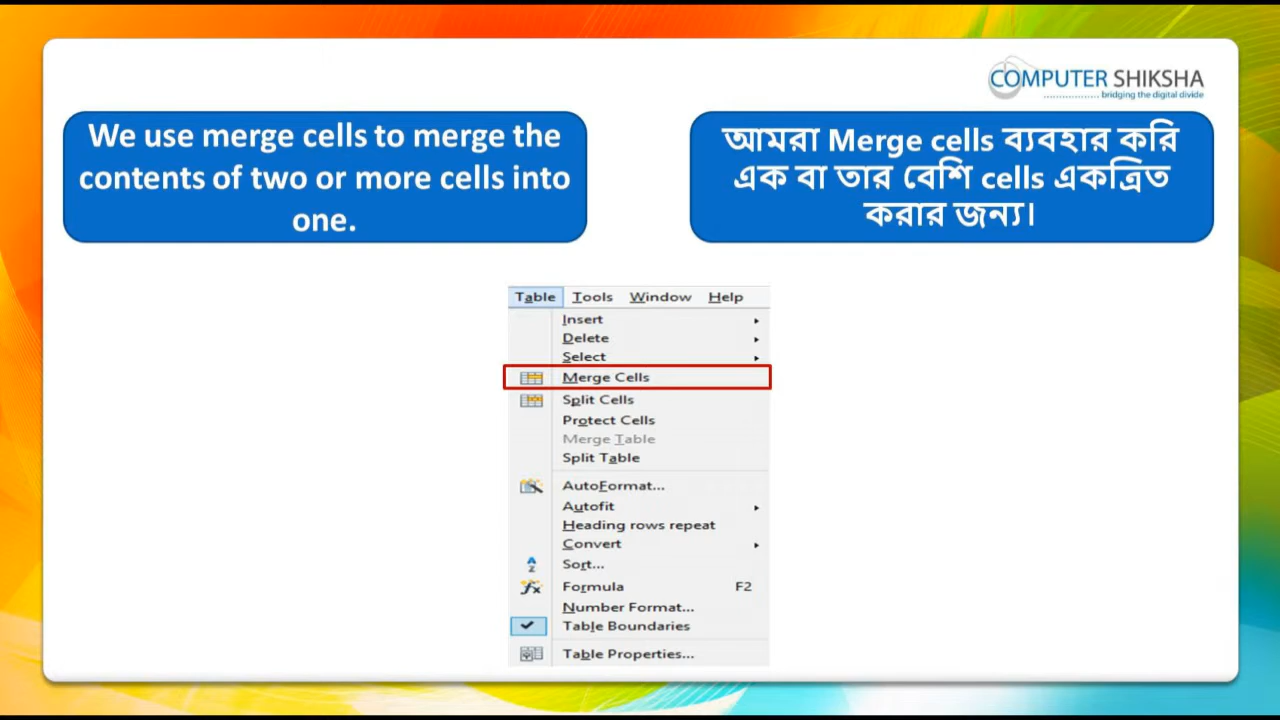 COMPUTER SHIKSHA
bridging the digital divide
We use merge cells to merge the
contents of two or more cells into
one.
আমরা Merge cells ব্যবহার করি
এক বা তার বেশি cells একত্রিত
করার জন্য।
Table Tools Window Help
Insert
Delete
Select
Merge Cells
Split Cells
Protect Cells
Merge Table
Split Table
AutoFormat...
Autofit
Heading rows repeat
Convert
Sort...
Formula F2
Number Format...
Table Boundaries
Table Properties...